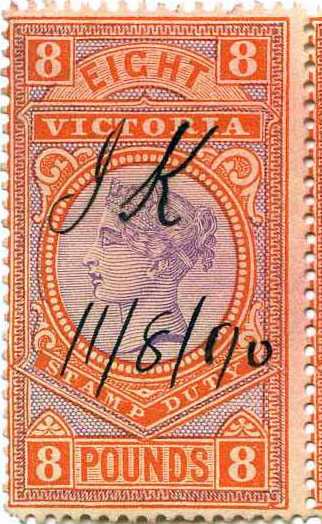 8 EIGHT 8
VICTORIA
J K
11/8/90
STAMP DUTY
8 POUNDS 8